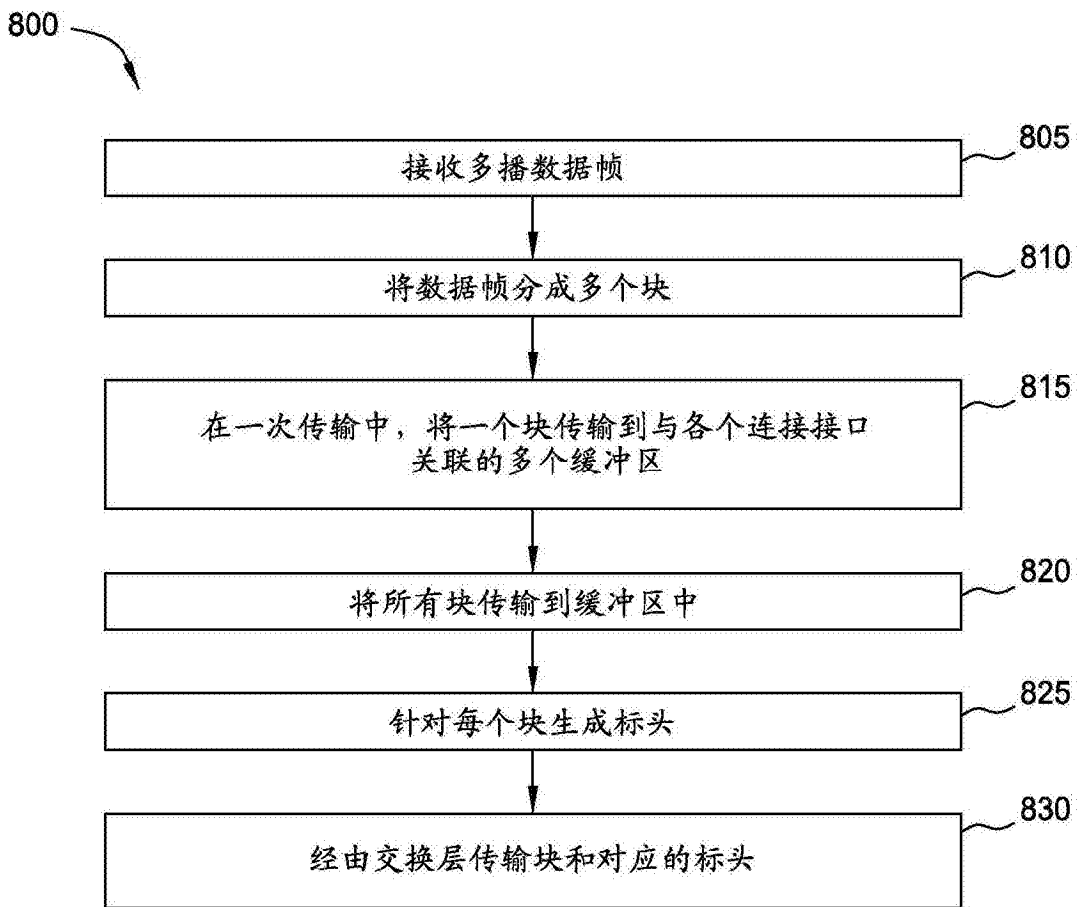 800
805
接收多播数据帧
810
将数据帧分成多个块
815
在一次传输中，将一个块传输到与各个连接接口
关联的多个缓冲区
820
将所有块传输到缓冲区中
825
针对每个块生成标头
830
经由交换层传输块和对应的标头